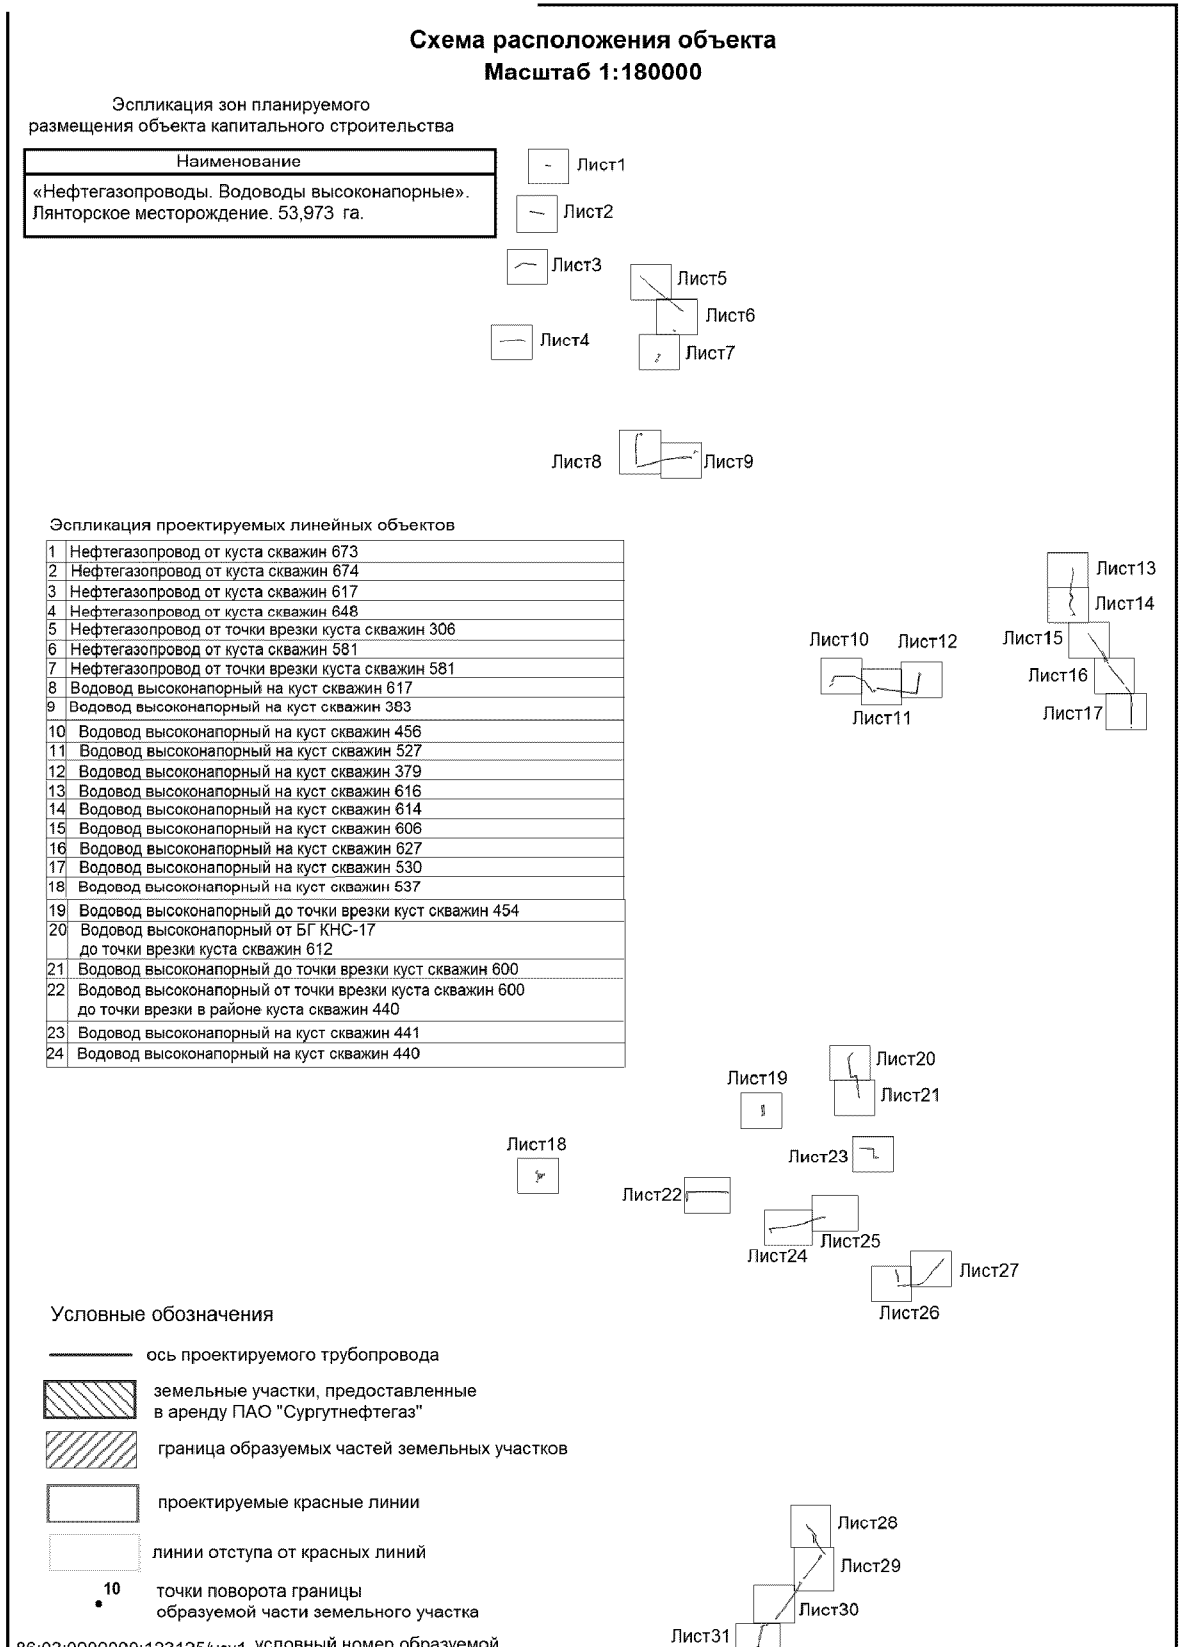 Схема расположения объекта
Масштаб 1:180000
Эспликация зон планируемого
размещения объекта капитального строительства
Наименование
«Нефтегазопроводы. Водоводы высоконапорные».
Лянторское месторождение. 53,973 га.
Лист1
Лист2
Лист3
Лист4
Лист5
Лист6
Лист7
Лист8
Лист9
Эспликация проектируемых линейных объектов
1 Нефтегазопровод от куста скважин 673
2 Нефтегазопровод от куста скважин 674
3 Нефтегазопровод от куста скважин 617
4 Нефтегазопровод от куста скважин 648
5 Нефтегазопровод от точки врезки куста скважин 306
6 Нефтегазопровод от куста скважин 581
7 Нефтегазопровод от точки врезки куста скважин 581
8 Водовод высоконапорный на куст скважин 617
9 Водовод высоконапорный на куст скважин 383
10 Водовод высоконапорный на куст скважин 456
11 Водовод высоконапорный на куст скважин 527
12 Водовод высоконапорный на куст скважин 379
13 Водовод высоконапорный на куст скважин 616
14 Водовод высоконапорный на куст скважин 614
15 Водовод высоконапорный на куст скважин 606
16 Водовод высоконапорный на куст скважин 627
17 Водовод высоконапорный на куст скважин 530
18 Водовод высоконапорный на куст скважин 537
19 Водовод высоконапорный до точки врезки куст скважин 454
20 Водовод высоконапорный от БГ КНС-17
до точки врезки куста скважин 612
21 Водовод высоконапорный до точки врезки куст скважин 600
22 Водовод высоконапорный от точки врезки куста скважин 600
до точки врезки в районе куста скважин 440
23 Водовод высоконапорный на куст скважин 441
24 Водовод высоконапорный на куст скважин 440
Лист13
Лист14
Лист10
Лист12
Лист15
Лист16
Лист11
Лист17
Лист20
Лист19
Лист21
Лист18
Лист23
Лист22
Лист25
Лист24
Лист27
Лист26
Условные обозначения
ось проектируемого трубопровода
земельные участки, предоставленные
в аренду ПАО "Сургутнефтегаз"
граница образуемых частей земельных участков
проектируемые красные линии
линии отступа от красных линий
10 точки поворота границы
образуемой части земельного участка
условный номер образуемой
Лист28
Лист29
Лист30
Лист31